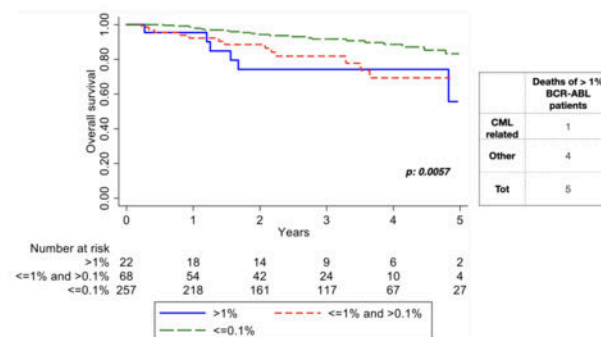 Overall survival
1.00
0.80
0.60
0.40
0.20
0.00
p: 0.0057
0 1 2 3 4 5
Years
Number at risk
>1% 22 18 14 9 6 2
<=1% and >0.1% 68 54 42 24 10 4
<=0.1% 257 218 161 117 67 27
>1% <=1% and >0.1%
<=0.1%
Deaths of > 1%
BCR-ABL
patients
CML
related 1
Other 4
Tot 5